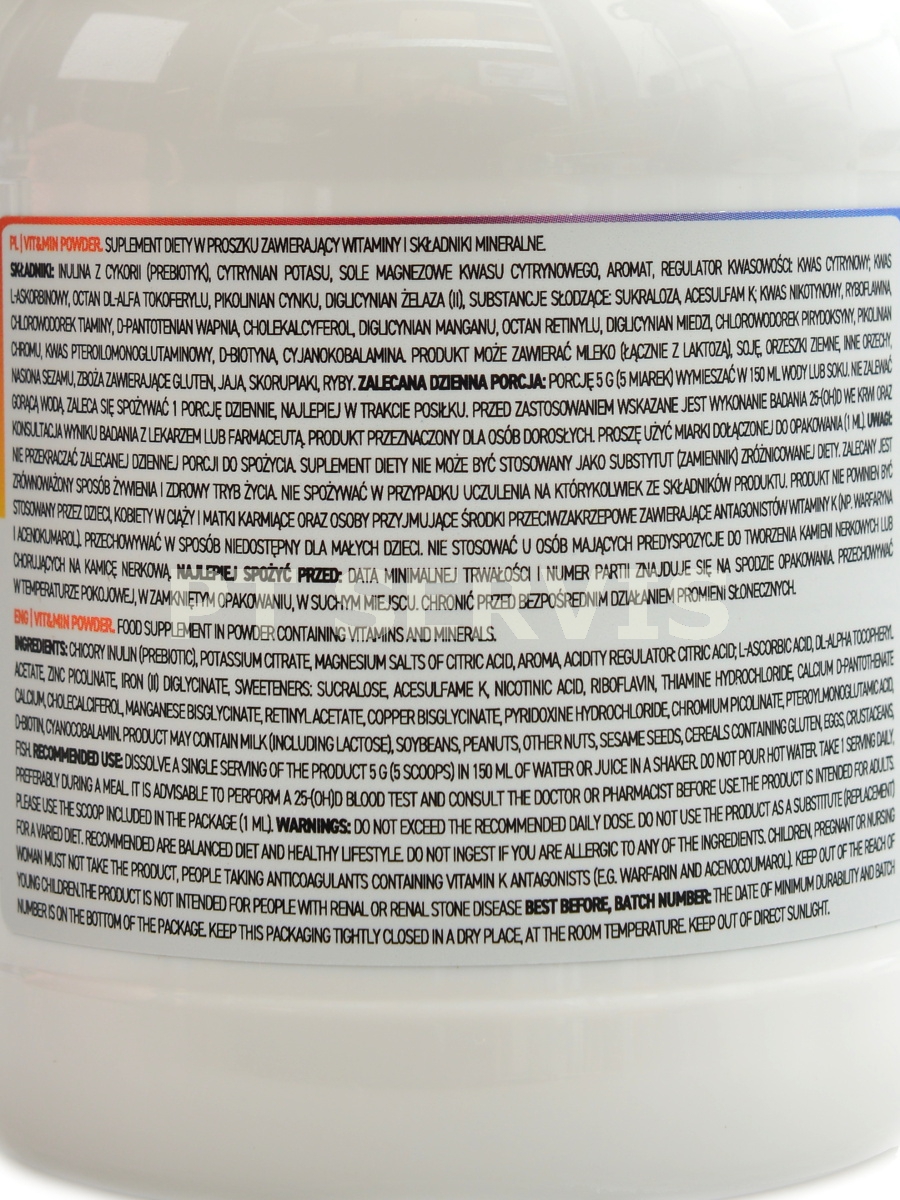 PL | VIT&MIN POWDER. SUPLEMENT DIETY W PROSZKU ZAWIERAJĄCY WITAMINY I SKŁADNIKI MINERALNE.
SKŁADNIKI: INULINA Z CYKORII (PREBIOTYK), CYTRYNIAN POTASU, SOLE MAGNEZOWE KWASU CYTRYNOWEGO, AROMAT, REGULATOR KWASOWOŚCI: KWAS CYTRYNOWY; KWAS
L-ASKORBINOWY, OCTAN DL-ALFA TOKOFERYLU, PIKOLINIAN CYNKU, DIGLICYNIAN ŻELAZA (II), SUBSTANCJE SŁODZĄCE: SUKRALOZA, ACESULFAM K; KWAS NIKOTYNOWY, RYBOFLAWINA,
CHLOROWODOREK TIAMINY, D-PANTOTENIAN WAPNIA, CHOLEKALCYFEROL, DIGLICYNIAN MANGANU, OCTAN RETINYLU, DIGLICYNIAN MIEDZI, CHLOROWODOREK PIRYDOKSYNY, PIKOLINIAN
CHROMU, KWAS PTEROILOMONOGLUTAMINOWY, D-BIOTYNA, CYJANOKOBALAMINA. PRODUKT MOŻE ZAWIERAĆ MLEKO (ŁĄCZNIE Z LAKTOZĄ), SOJĘ, ORZESZKI ZIEMNE, INNE ORZECHY,
NASIONA SEZAMU, ZBOŻA ZAWIERAJĄCE GLUTEN, JAJA, SKORUPIAKI, RYBY. ZALECANA DZIENNA PORCJA: PORCJĘ 5 G (5 MIAREK) WYMIESZAĆ W 150 ML WODY LUB SOKU. NIE ZALEWAĆ
GORĄCĄ WODĄ, ZALECA SIĘ SPOŻYWAĆ 1 PORCJĘ DZIENNIE, NAJLEPIEJ W TRAKCIE POSIŁKU. PRZED ZASTOSOWANIEM WSKAZANE JEST WYKONANIE BADANIA 25-(OH)D WE KRWI ORAZ
KONSULTACJA WYNIKU BADANIA Z LEKARZEM LUB FARMACEUTĄ. PRODUKT PRZEZNACZONY DLA OSÓB DOROSŁYCH. PROSZĘ UŻYĆ MIARKI DOŁĄCZONEJ DO OPAKOWANIA (1 ML). UWAGI:
NIE PRZEKRACZAĆ ZALECANEJ DZIENNEJ PORCJI DO SPOŻYCIA. SUPLEMENT DIETY NIE MOŻE BYĆ STOSOWANY JAKO SUBSTYTUT (ZAMIENNIK) ZRÓŻNICOWANEJ DIETY. ZALECANY JEST
ZRÓWNOWAŻONY SPOSÓB ŻYWIENIA I ZDROWY TRYB ŻYCIA. NIE SPOŻYWAĆ W PRZYPADKU UCZULENIA NA KTÓRYKOLWIEK ZE SKŁADNIKÓW PRODUKTU. PRODUKT NIE POWINIEN BYĆ
STOSOWANY PRZEZ DZIECI, KOBIETY W CIĄŻY I MATKI KARMIĄCE ORAZ OSOBY PRZYJMUJĄCE ŚRODKI PRZECIWZAKRZEPOWE ZAWIERAJĄCE ANTAGONISTÓW WITAMINY K (NP. WARFARYNA
I ACENOKUMAROL). PRZECHOWYWAĆ W SPOSÓB NIEDOSTĘPNY DLA MAŁYCH DZIECI. NIE STOSOWAĆ U OSÓB MAJĄCYCH PREDYSPOZYCJE DO TWORZENIA KAMIENI NERKOWYCH LUB
CHORUJĄCYCH NA KAMICĘ NERKOWĄ. NAJLEPIEJ SPOŻYĆ PRZED: DATA MINIMALNEJ TRWAŁOŚCI I NUMER PARTII ZNAJDUJE SIĘ NA SPODZIE OPAKOWANIA. PRZECHOWYWAĆ
W TEMPERATURZE POKOJOWEJ, W ZAMKNIĘTYM OPAKOWANIU, W SUCHYM MIEJSCU. CHRONIĆ PRZED BEZPOŚREDNIM DZIAŁANIEM PROMIENI SŁONECZNYCH.
ENG | VIT&MIN POWDER. FOOD SUPPLEMENT IN POWDER CONTAINING VITAMINS AND MINERALS.
INGREDIENTS: CHICORY INULIN (PREBIOTIC), POTASSIUM CITRATE, MAGNESIUM SALTS OF CITRIC ACID, AROMA, ACIDITY REGULATOR: CITRIC ACID; L-ASCORBIC ACID, DL-ALPHA TOCOPHERYL
ACETATE, ZINC PICOLINATE, IRON (II) DIGLYCINATE, SWEETENERS: SUCRALOSE, ACESULFAME K, NICOTINIC ACID, RIBOFLAVIN, THIAMINE HYDROCHLORIDE, CALCIUM D-PANTOTHENATE
CALCIUM, CHOLECALCIFEROL, MANGANESE BISGLYCINATE, RETINYL ACETATE, COPPER BISGLYCINATE, PYRIDOXINE HYDROCHLORIDE, CHROMIUM PICOLINATE, PTEROYLMONOGLUTAMIC ACID,
D-BIOTIN, CYANOCOBALAMIN. PRODUCT MAY CONTAIN MILK (INCLUDING LACTOSE), SOYBEANS, PEANUTS, OTHER NUTS, SESAME SEEDS, CEREALS CONTAINING GLUTEN, EGGS, CRUSTACEANS,
FISH. RECOMMENDED USE: DISSOLVE A SINGLE SERVING OF THE PRODUCT 5 G (5 SCOOPS) IN 150 ML OF WATER OR JUICE IN A SHAKER. DO NOT POUR HOT WATER. TAKE 1 SERVING DAILY,
PREFERABLY DURING A MEAL. IT IS ADVISABLE TO PERFORM A 25-(OH)D BLOOD TEST AND CONSULT THE DOCTOR OR PHARMACIST BEFORE USE.THE PRODUCT IS INTENDED FOR ADULTS.
PLEASE USE THE SCOOP INCLUDED IN THE PACKAGE (1 ML). WARNINGS: DO NOT EXCEED THE RECOMMENDED DAILY DOSE. DO NOT USE THE PRODUCT AS A SUBSTITUTE (REPLACEMENT)
FOR A VARIED DIET. RECOMMENDED ARE BALANCED DIET AND HEALTHY LIFESTYLE. DO NOT INGEST IF YOU ARE ALLERGIC TO ANY OF THE INGREDIENTS. CHILDREN, PREGNANT OR NURSING
WOMAN MUST NOT TAKE THE PRODUCT, PEOPLE TAKING ANTICOAGULANTS CONTAINING VITAMIN K ANTAGONISTS (E.G. WARFARIN AND ACENOCOUMAROL). KEEP OUT OF THE REACH OF
YOUNG CHILDREN.THE PRODUCT IS NOT INTENDED FOR PEOPLE WITH RENAL OR RENAL STONE DISEASE BEST BEFORE, BATCH NUMBER: THE DATE OF MINIMUM DURABILITY AND BATCH
NUMBER IS ON THE BOTTOM OF THE PACKAGE. KEEP THIS PACKAGING TIGHTLY CLOSED IN A DRY PLACE, AT THE ROOM TEMPERATURE. KEEP OUT OF DIRECT SUNLIGHT.